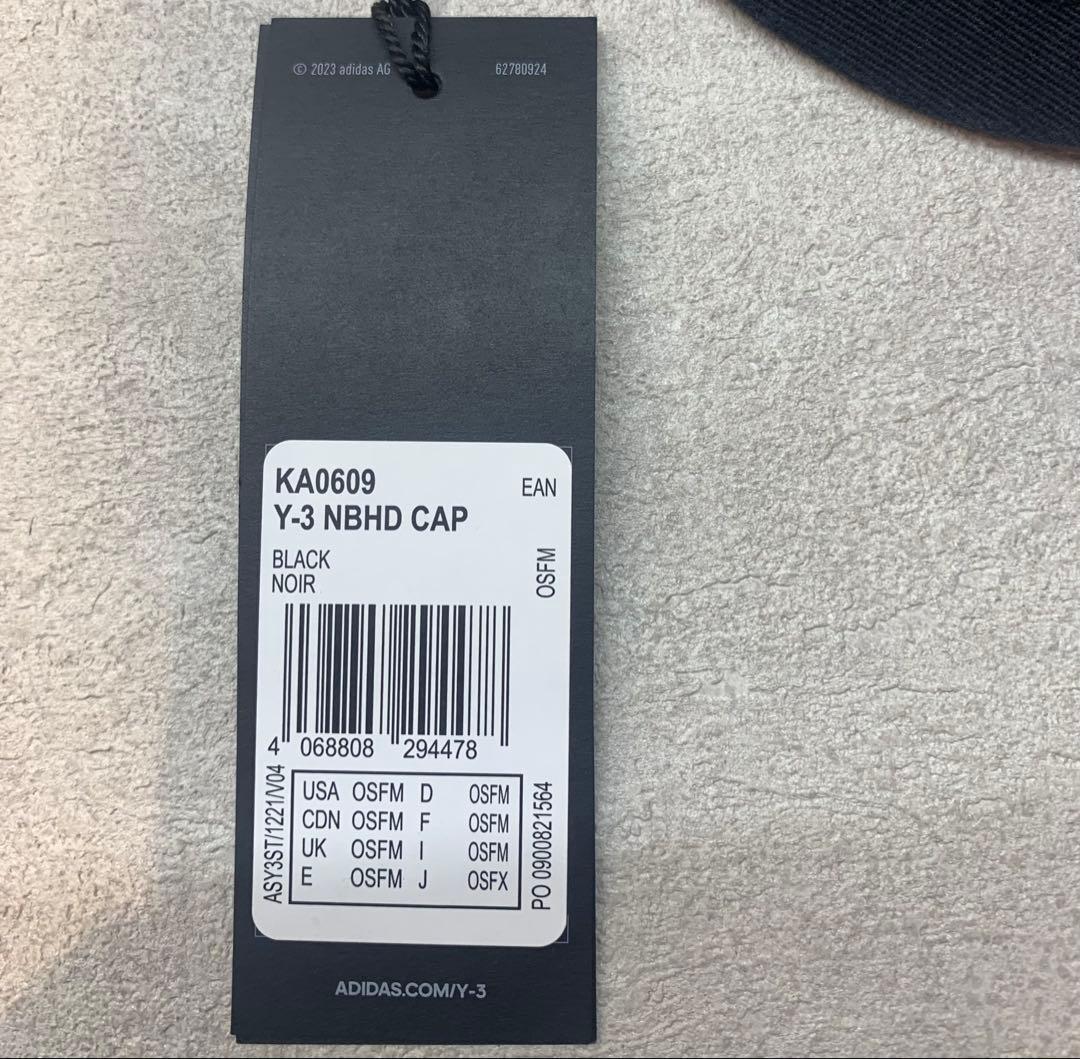 © 2023 adidas AG 62780924
KA0609 EAN
Y-3 NBHD CAP
BLACK
NOIR
OSFM
4 068808 294478
ASY3ST/1221/V04
USA OSFM D OSFM
CDN OSFM F OSFM
UK OSFM I OSFM
E OSFM J OSFX
PO 0900821564
ADIDAS.COM/Y-3